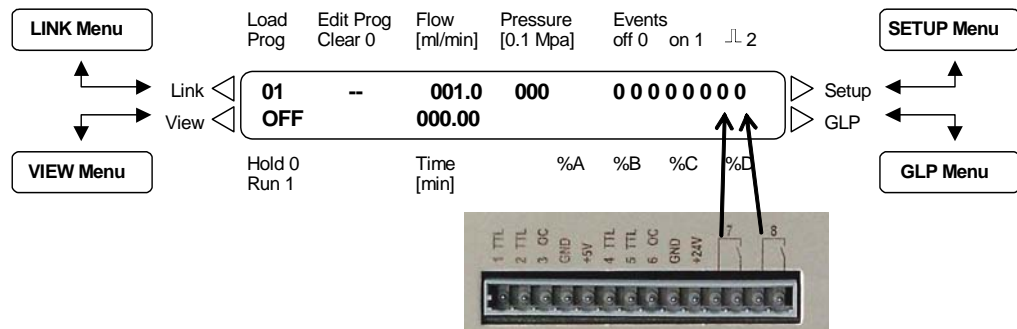 LINK Menu
Load Edit Prog Flow Pressure Events
Prog Clear 0 [ml/min] [0.1 Mpa] off 0 on 1 2
SETUP Menu
Link 01 -- 001.0 000 0 0 0 0 0 0 0 0 Setup
View OFF 000.00 GLP
VIEW Menu
Hold 0 Time %A %B %C %D
Run 1 [min]
GLP Menu
1 TTL
2 TTL
3 OC
GND
+5V
4 TTL
5 TTL
6 OC
GND
+24V
7
8